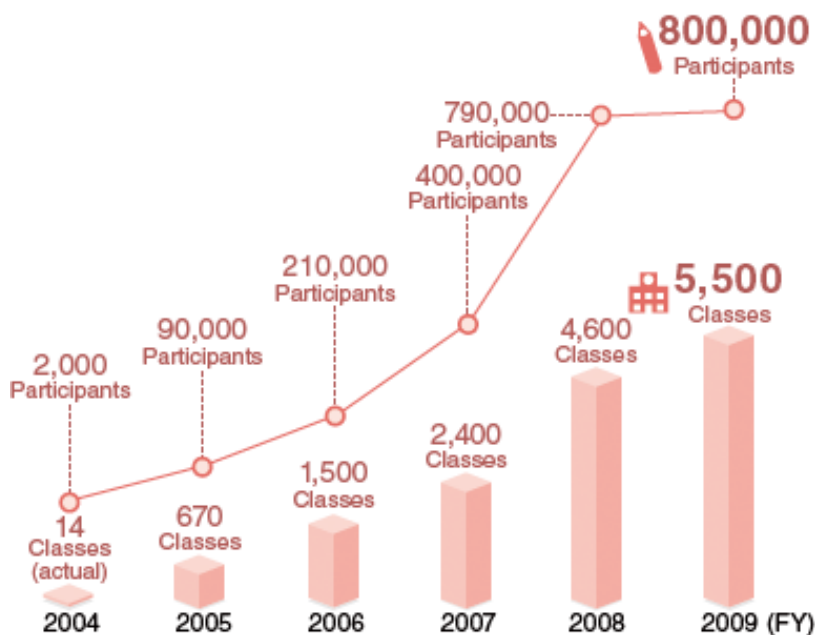 800,000
Participants
790,000
Participants
400,000
Participants
210,000
Participants
90,000
Participants
2,000
Participants
5,500
Classes
4,600
Classes
2,400
Classes
1,500
Classes
670
Classes
14
Classes
(actual)
2004 2005 2006 2007 2008 2009 (FY)